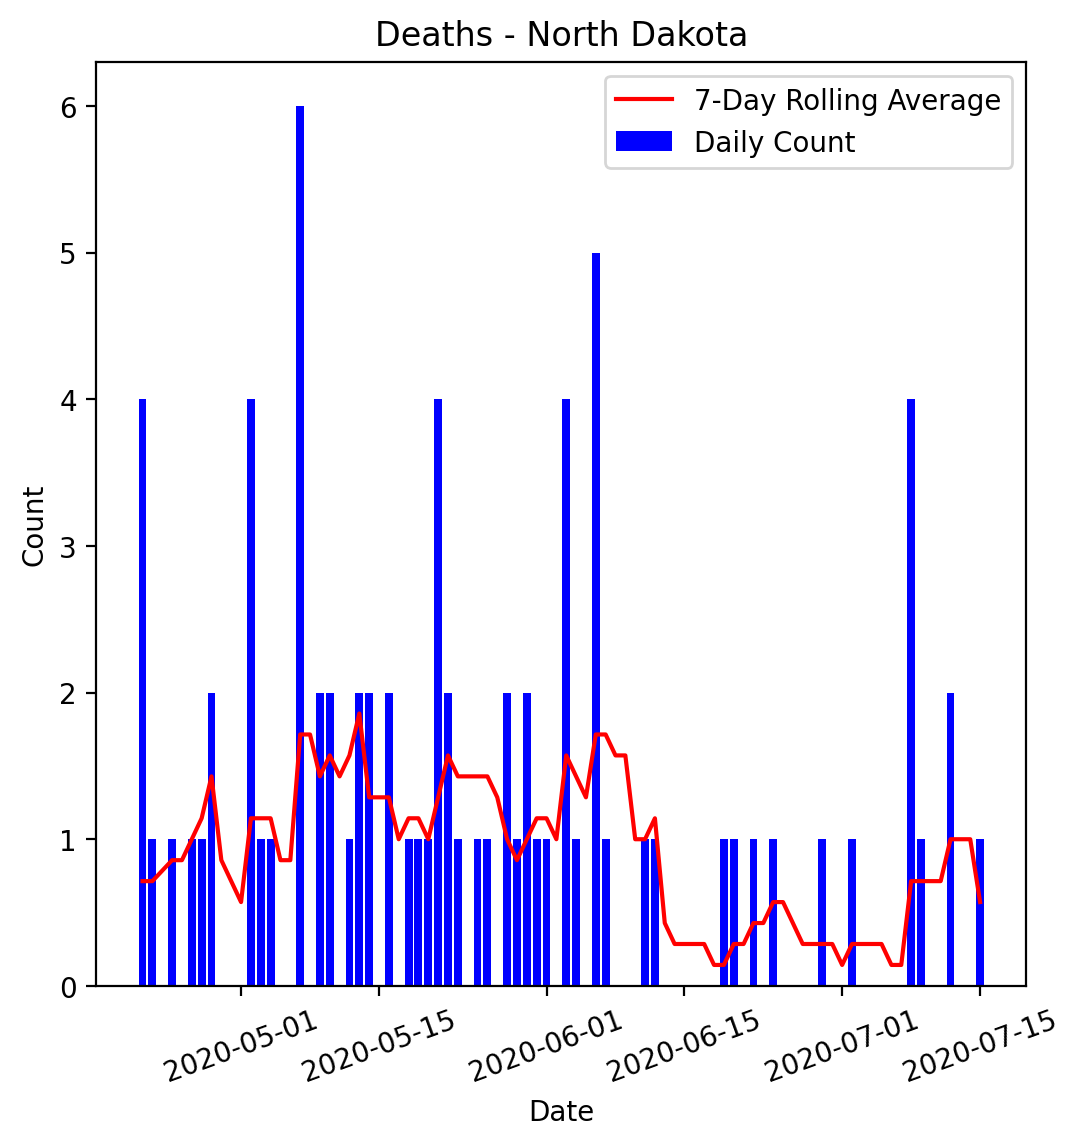 Deaths - North Dakota
7-Day Rolling Average
Daily Count
6
5
4
3
2
1
0
Count
2020-05-01
2020-05-15
2020-06-01
2020-06-15
2020-07-01
2020-07-15
Date